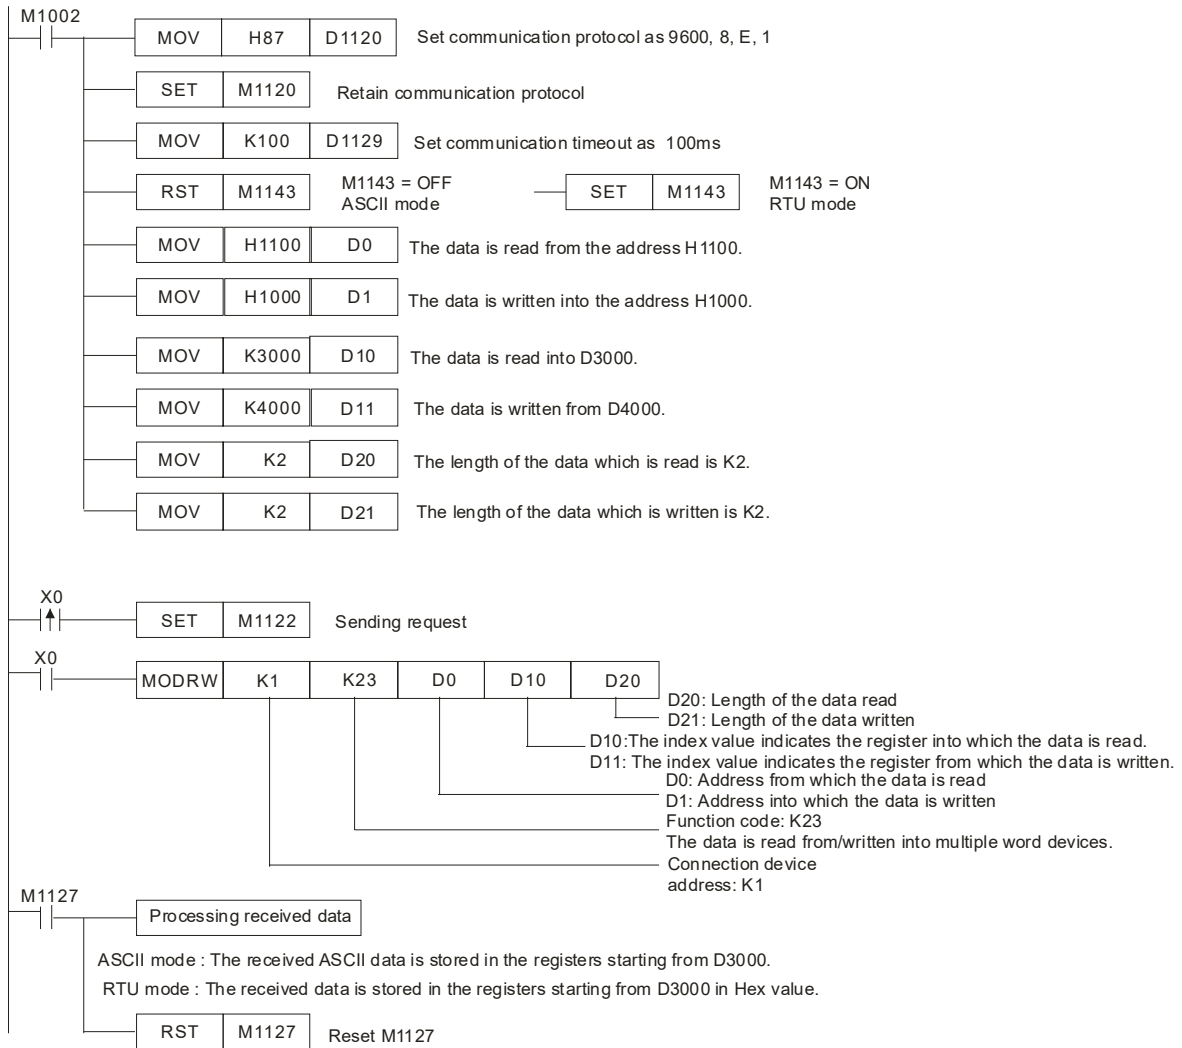 M1002
MOV H87 D1120 Set communication protocol as 9600, 8, E, 1
SET M1120 Retain communication protocol
MOV K100 D1129 Set communication timeout as 100ms
RST M1143 M1143 = OFF
ASCII mode
SET M1143 M1143 = ON
RTU mode
MOV H1100 D0 The data is read from the address H1100.
MOV H1000 D1 The data is written into the address H1000.
MOV K3000 D10 The data is read into D3000.
MOV K4000 D11 The data is written from D4000.
MOV K2 D20 The length of the data which is read is K2.
MOV K2 D21 The length of the data which is written is K2.
X0
SET M1122 Sending request
X0
MODRW K1 K23 D0 D10 D20
D20: Length of the data read
D21: Length of the data written
D10:The index value indicates the register into which the data is read.
D11: The index value indicates the register from which the data is written.
D0: Address from which the data is read
D1: Address into which the data is written
Function code: K23
The data is read from/written into multiple word devices.
Connection device
address: K1
M1127
Processing received data
ASCII mode : The received ASCII data is stored in the registers starting from D3000.
RTU mode : The received data is stored in the registers starting from D3000 in Hex value.
RST M1127 Reset M1127